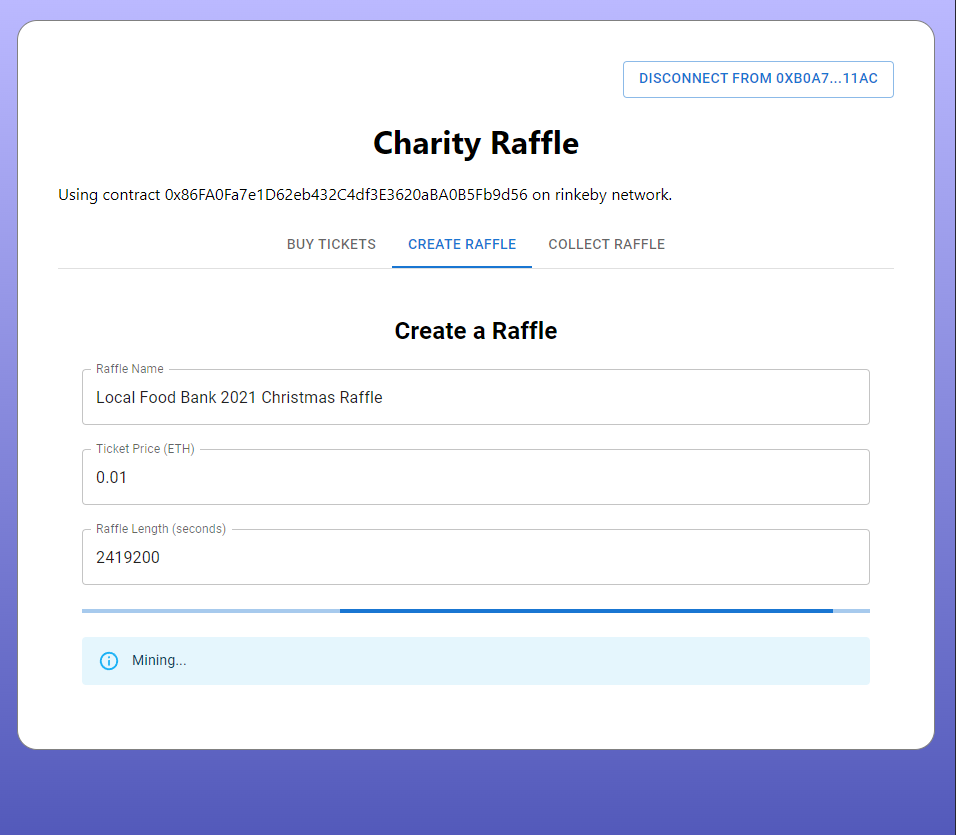 DISCONNECT FROM 0XB0A7...11AC
Charity Raffle
Using contract 0x86FA0Fa7e1D62eb432C4df3E3620aBA0B5Fb9d56 on rinkeby network.
BUY TICKETS CREATE RAFFLE COLLECT RAFFLE
Create a Raffle
Raffle Name
Local Food Bank 2021 Christmas Raffle
Ticket Price (ETH)
0.01
Raffle Length (seconds)
2419200
Mining...